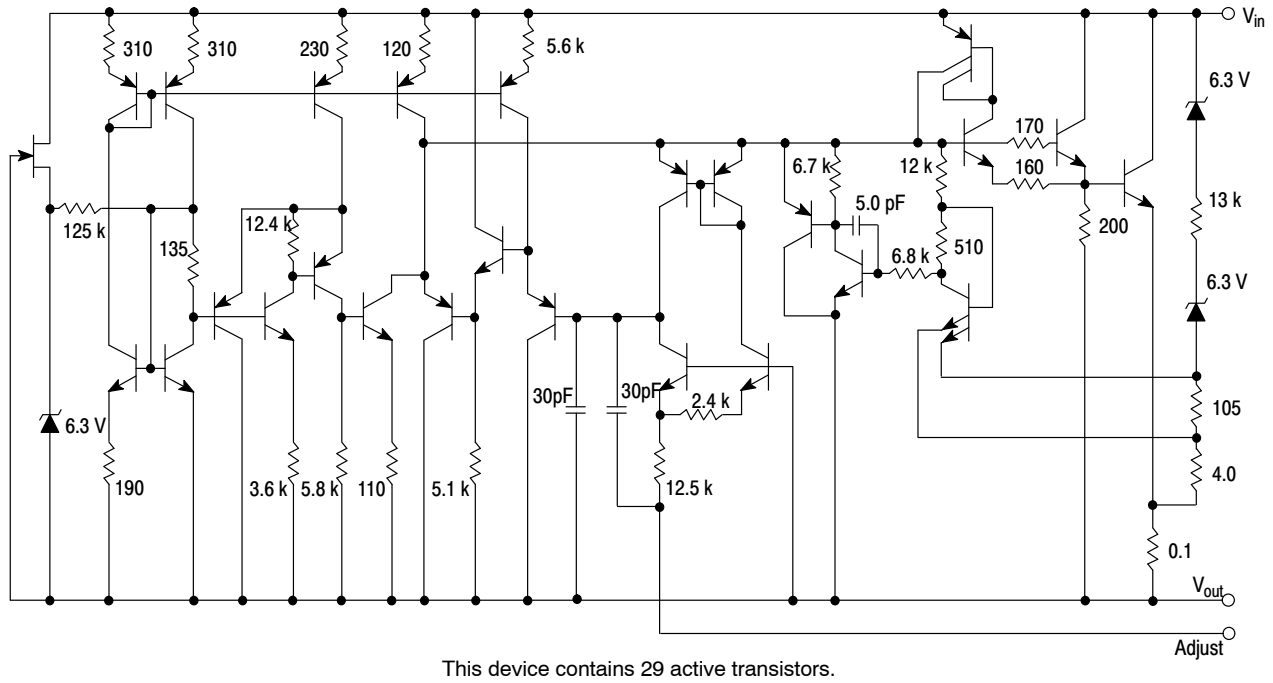 310
310
230
120
5.6 k
V_in
6.3 V
170
6.7 k
12 k
160
5.0 pF
13 k
125 k
12.4 k
200
135
510
6.8 k
6.3 V
30pF
30pF
2.4 k
105
6.3 V
190
3.6 k
5.8 k
110
5.1 k
12.5 k
4.0
0.1
V_out
Adjust
This device contains 29 active transistors.